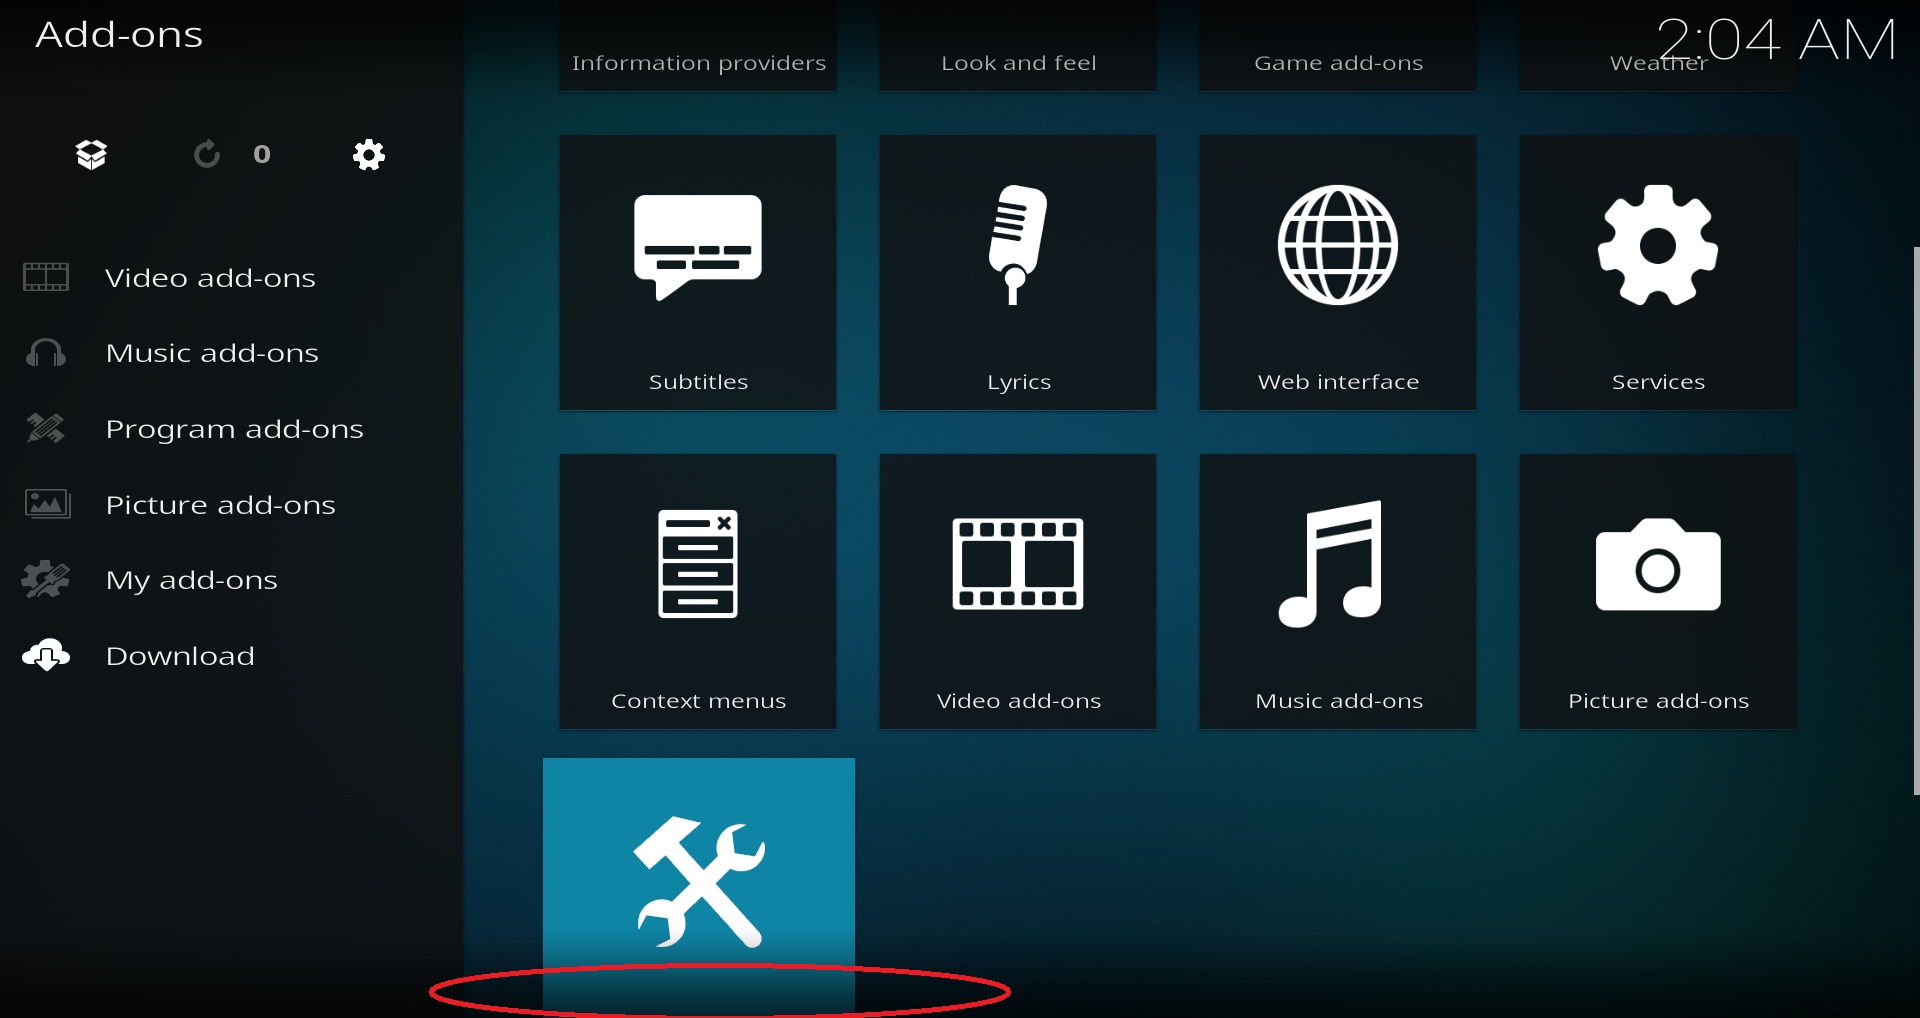 Add-ons
2:04 AM
0
Video add-ons
Music add-ons
Program add-ons
Picture add-ons
My add-ons
Download
Information providers
Look and feel
Game add-ons
Weather
Subtitles
Lyrics
Web interface
Services
Context menus
Video add-ons
Music add-ons
Picture add-ons